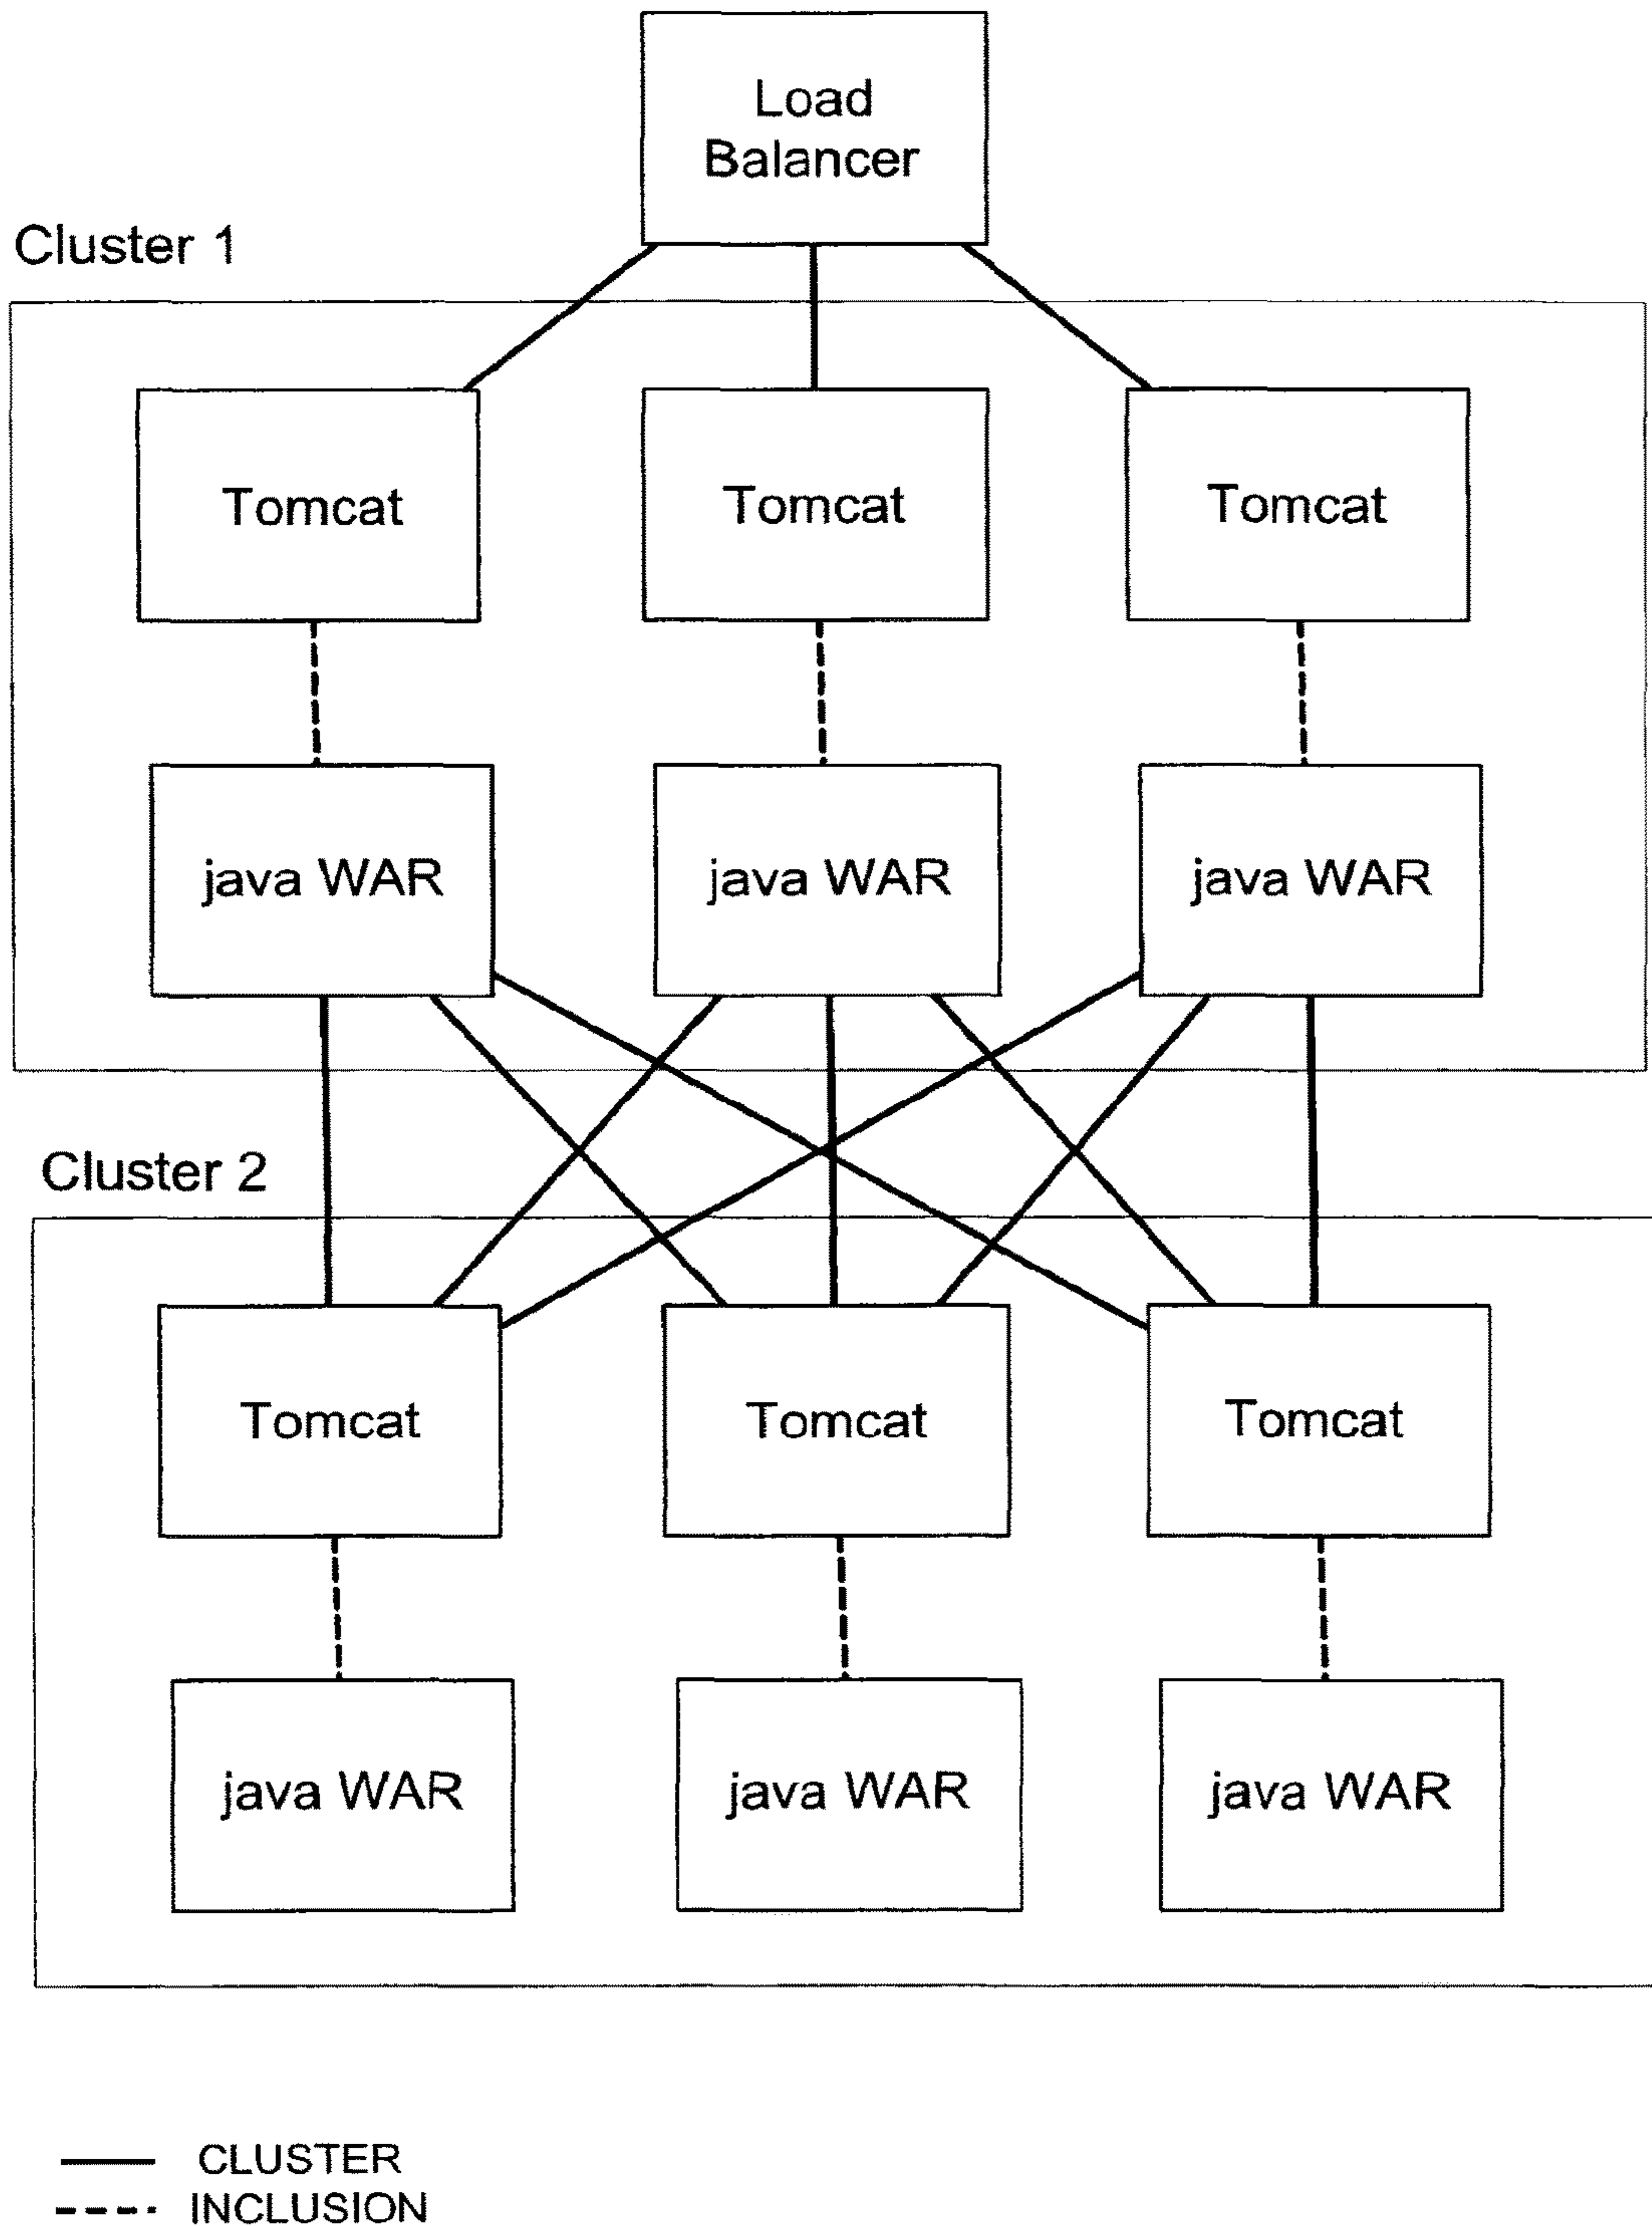 Load
Balancer
Cluster 1
Tomcat
Tomcat
Tomcat
java WAR
java WAR
java WAR
Cluster 2
Tomcat
Tomcat
Tomcat
java WAR
java WAR
java WAR
CLUSTER
INCLUSION